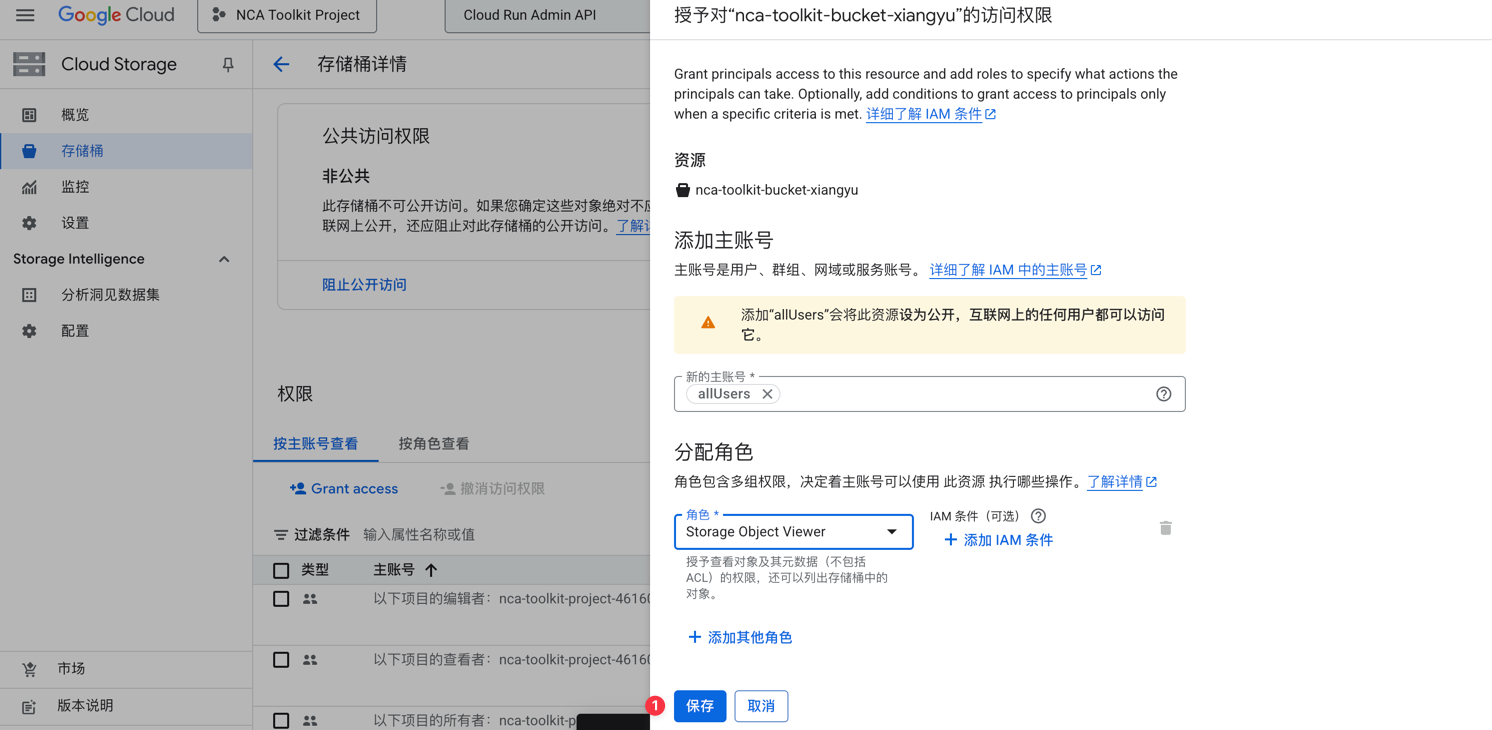 Google Cloud
NCA Toolkit Project
Cloud Run Admin API
Cloud Storage
概览
存储桶
监控
设置
Storage Intelligence
分析洞见数据集
配置
市场
版本说明
存储桶详情
公共访问权限
非公共
此存储桶不可公开访问。如果您确定这些对象绝对不应
联网上公开，还应阻止对此存储桶的公开访问。了解
阻止公开访问
权限
按主账号查看
按角色查看
Grant access
撤消访问权限
过滤条件 输入属性名称或值
类型
主账号
以下项目的编辑者：nca-toolkit-project-4616
以下项目的查看者：nca-toolkit-project-4616
以下项目的所有者：nca-toolkit-p
授予对“nca-toolkit-bucket-xiangyu”的访问权限
Grant principals access to this resource and add roles to specify what actions the
principals can take. Optionally, add conditions to grant access to principals only
when a specific criteria is met. 详细了解 IAM 条件
资源
nca-toolkit-bucket-xiangyu
添加主账号
主账号是用户、群组、网域或服务账号。 详细了解 IAM 中的主账号
添加“allUsers”会将此资源设为公开，互联网上的任何用户都可以访问
它。
新的主账号 *
allUsers
分配角色
角色包含多组权限，决定着主账号可以使用 此资源 执行哪些操作。 了解详情
角色 *
Storage Object Viewer
IAM 条件（可选）
添加 IAM 条件
授予查看对象及其元数据（不包括
ACL）的权限，还可以列出存储桶中的
对象。
添加其他角色
1
保存
取消